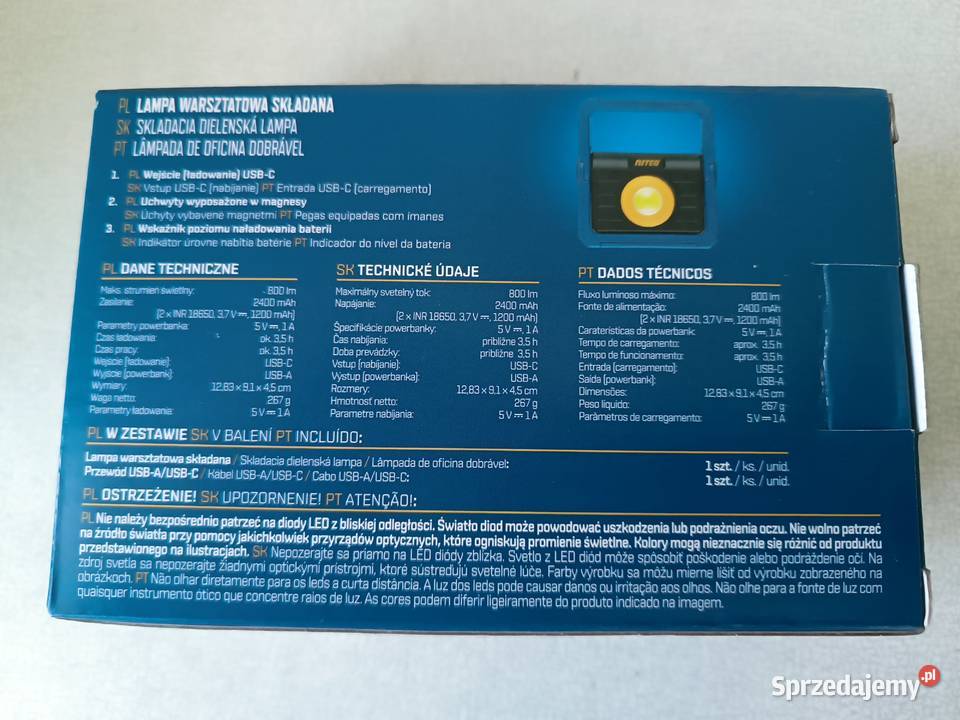 PL LAMPA WARSZTATOWA SKŁADANA
SK SKLADACIA DIELENSKÁ LAMPA
PT LÂMPADA DE OFICINA DOBRÁVEL
1. PL Wejście (ładowanie) USB-C
SK Vstup USB-C (nabíjanie) PT Entrada USB-C (carregamento)
2. PL Uchwyty wyposażone w magnesy
SK Úchyty vybavené magnetmi PT Pegas equipadas com ímanes
3. PL Wskaźnik poziomu naładowania baterii
SK Indikátor úrovne nabitia batérie PT Indicador do nível da bateria
NITEO
PL DANE TECHNICZNE
Maks. strumień świetlny: 800 lm
Zasilanie: 2400 mAh
(2 x INR 18650, 3,7 V ⎓, 1200 mAh)
Parametry powerbanka: 5 V ⎓, 1 A
Czas ładowania: ok. 3,5 h
Czas pracy: ok. 3,5 h
Wejście (ładowanie): USB-C
Wyjście (powerbank): USB-A
Wymiary: 12,83 x 9,1 x 4,5 cm
Waga netto: 267 g
Parametry ładowania: 5 V ⎓ 1 A
SK TECHNICKÉ ÚDAJE
Maximálny svetelný tok: 800 lm
Napájanie: 2400 mAh
(2 x INR 18650, 3,7 V ⎓, 1200 mAh)
Špecifikácie powerbanky: 5 V ⎓, 1 A
Čas nabíjania: približne 3,5 h
Doba prevádzky: približne 3,5 h
Vstup (nabíjanie): USB-C
Výstup (powerbanka): USB-A
Rozmery: 12,83 x 9,1 x 4,5 cm
Hmotnosť netto: 267 g
Parametre nabíjania: 5 V ⎓ 1 A
PT DADOS TÉCNICOS
Fluxo luminoso máximo: 800 lm
Fonte de alimentação: 2400 mAh
(2 x INR 18650, 3,7 V ⎓, 1200 mAh)
Caraterísticas da powerbank: 5 V ⎓, 1 A
Tempo de carregamento: aprox. 3,5 h
Tempo de funcionamento: aprox. 3,5 h
Entrada (carregamento): USB-C
Saída (powerbank): USB-A
Dimensões: 12,83 x 9,1 x 4,5 cm
Peso líquido: 267 g
Parâmetros de carregamento: 5 V ⎓ 1 A
PL W ZESTAWIE SK V BALENÍ PT INCLUÍDO:
Lampa warsztatowa składana / Skladacia dielenská lampa / Lâmpada de oficina dobrável: 1 szt. / ks. / unid.
Przewód USB-A/USB-C / Kábel USB-A/USB-C / Cabo USB-A/USB-C: 1 szt. / ks. / unid.
PL OSTRZEŻENIE! SK UPOZORNENIE! PT ATENÇÃO!:
PL Nie należy bezpośrednio patrzeć na diody LED z bliskiej odległości. Światło diod może powodować uszkodzenia lub podrażnienia oczu. Nie wolno patrzeć
na źródło światła przy pomocy jakichkolwiek przyrządów optycznych, które ogniskują promienie świetlne. Kolory mogą nieznacznie się różnić od produktu
przedstawionego na ilustracjach. SK Nepozerajte sa priamo na LED diódy zblízka. Svetlo z LED diód môže spôsobiť poškodenie alebo podráždenie očí. Na
zdroj svetla sa nepozerajte žiadnymi optickými prístrojmi, ktoré sústreďujú svetelné lúče. Farby výrobku sa môžu mierne líšiť od výrobku zobrazeného na
obrázkoch. PT Não olhar diretamente para os leds a curta distância. A luz dos leds pode causar danos ou irritação aos olhos. Não olhe para a fonte de luz com
quaisquer instrumento ótico que concentre raios de luz. As cores podem diferir ligeiramente do produto indicado na imagem.
Sprzedajemy.pl